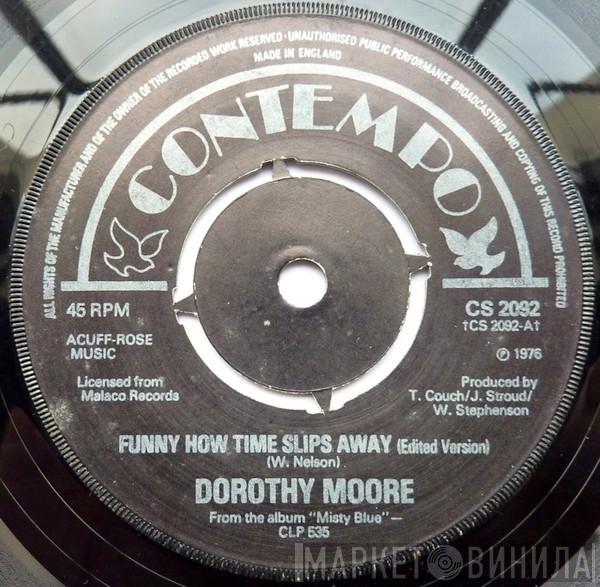 ALL RIGHTS OF THE MANUFACTURER AND OF THE OWNER OF THE RECORDED WORK RESERVED · UNAUTHORISED PUBLIC PERFORMANCE BROADCASTING AND COPYING OF THIS RECORD PROHIBITED
MADE IN ENGLAND
CONTEMPO
45 RPM
ACUFF-ROSE
MUSIC
Licensed from
Malaco Records
CS 2092
†CS 2092-A†
℗ 1976
Produced by
T. Couch/J. Stroud/
W. Stephenson
FUNNY HOW TIME SLIPS AWAY (Edited Version)
(W. Nelson)
DOROTHY MOORE
From the album "Misty Blue"—
CLP 535
МАРКЕТ ВИНИЛА